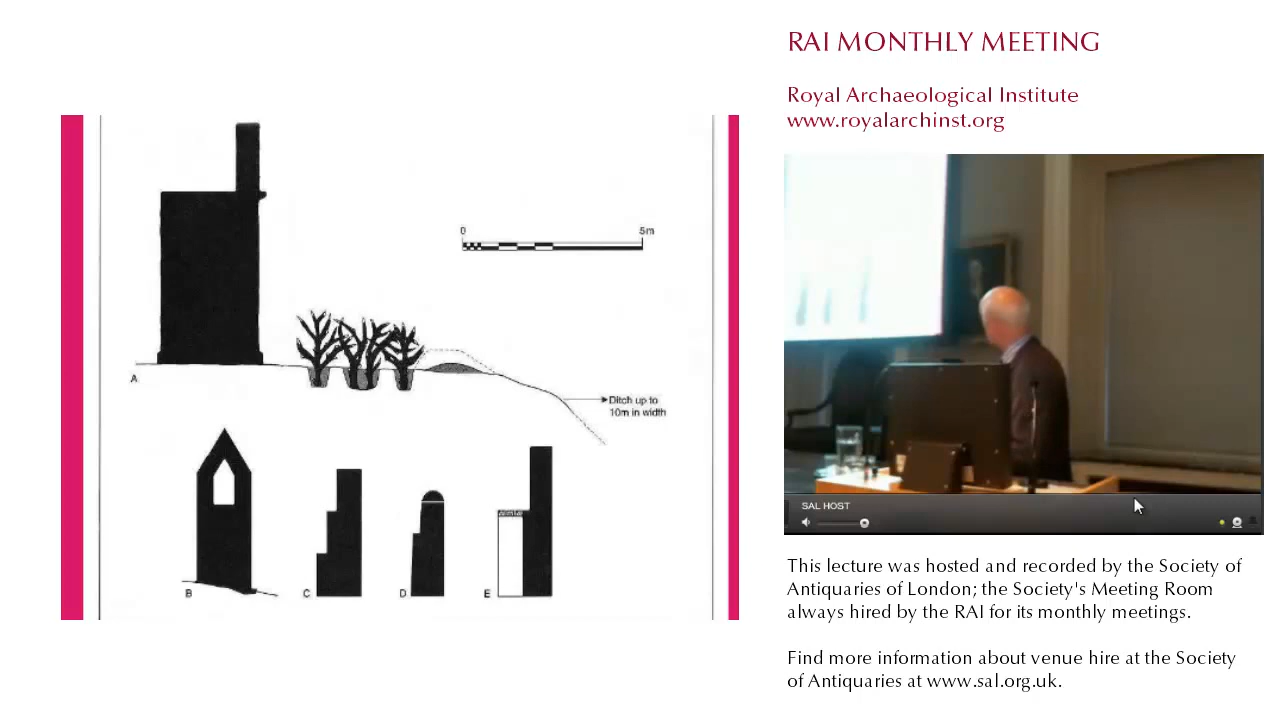 RAI MONTHLY MEETING
Royal Archaeological Institute
www.royalarchinst.org
0 5m
A
Ditch up to
10m in width
B C D E
SAL HOST
This lecture was hosted and recorded by the Society of
Antiquaries of London; the Society's Meeting Room
always hired by the RAI for its monthly meetings.
Find more information about venue hire at the Society
of Antiquaries at www.sal.org.uk.